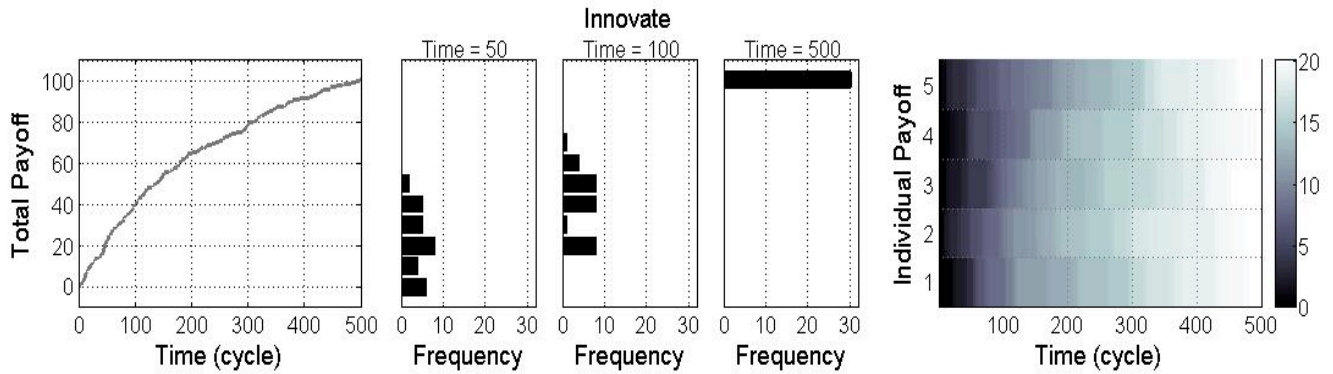 Innovate
Time = 50
Time = 100
Time = 500
Total Payoff
100
80
60
40
20
0
0 100 200 300 400 500
Time (cycle)
0 10 20 30
Frequency
0 10 20 30
Frequency
0 10 20 30
Frequency
Individual Payoff
5
4
3
2
1
100 200 300 400 500
Time (cycle)
20
15
10
5
0